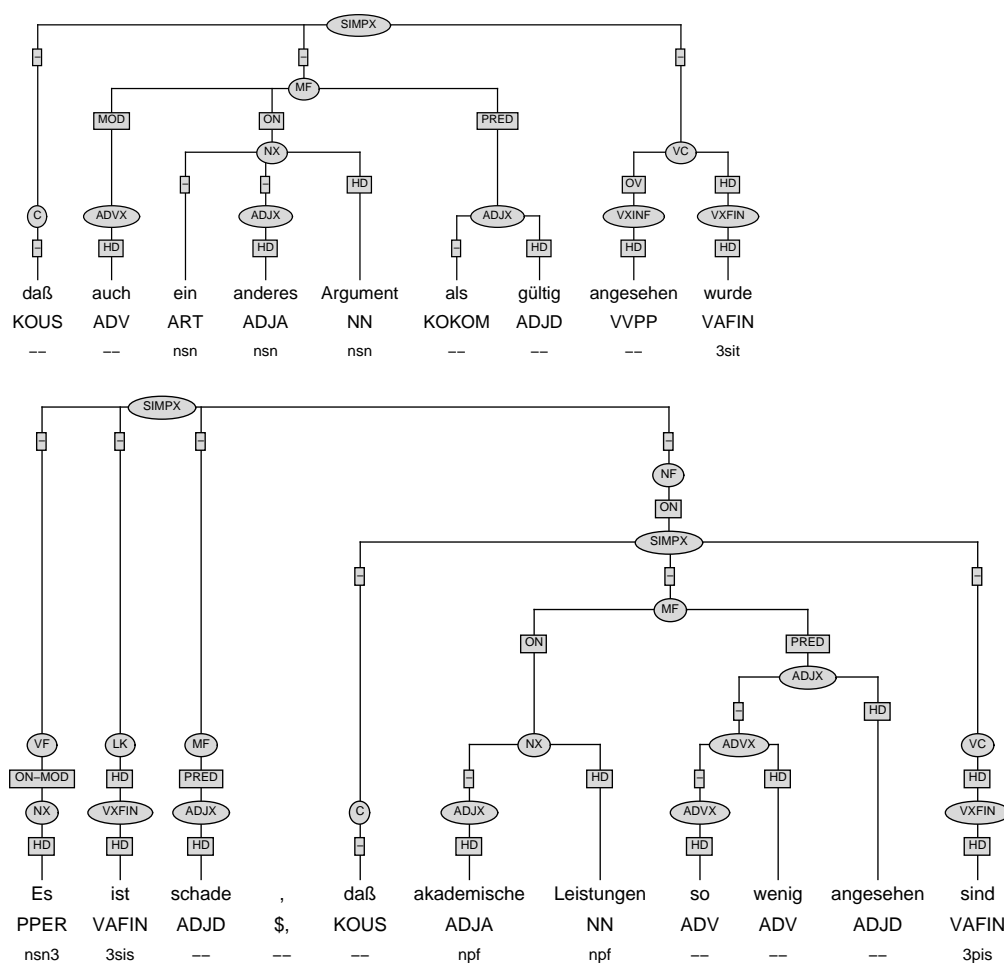 SIMPX
– – –
MF
MOD ON PRED
NX VC
– – HD OV HD
C ADVX ADJX ADJX VXINF VXFIN
– HD HD – HD HD HD
daß auch ein anderes Argument als gültig angesehen wurde
KOUS ADV ART ADJA NN KOKOM ADJD VVPP VAFIN
–– –– nsn nsn nsn –– –– –– 3sit
SIMPX
– – – –
NF
ON
SIMPX
– – –
MF
ON PRED
ADJX
– HD
VF LK MF NX ADVX VC
ON–MOD HD PRED – HD – HD HD
NX VXFIN ADJX C ADJX ADVX VXFIN
HD HD HD – HD HD HD
Es ist schade , daß akademische Leistungen so wenig angesehen sind
PPER VAFIN ADJD $, KOUS ADJA NN ADV ADV ADJD VAFIN
nsn3 3sis –– –– –– npf npf –– –– –– 3pis